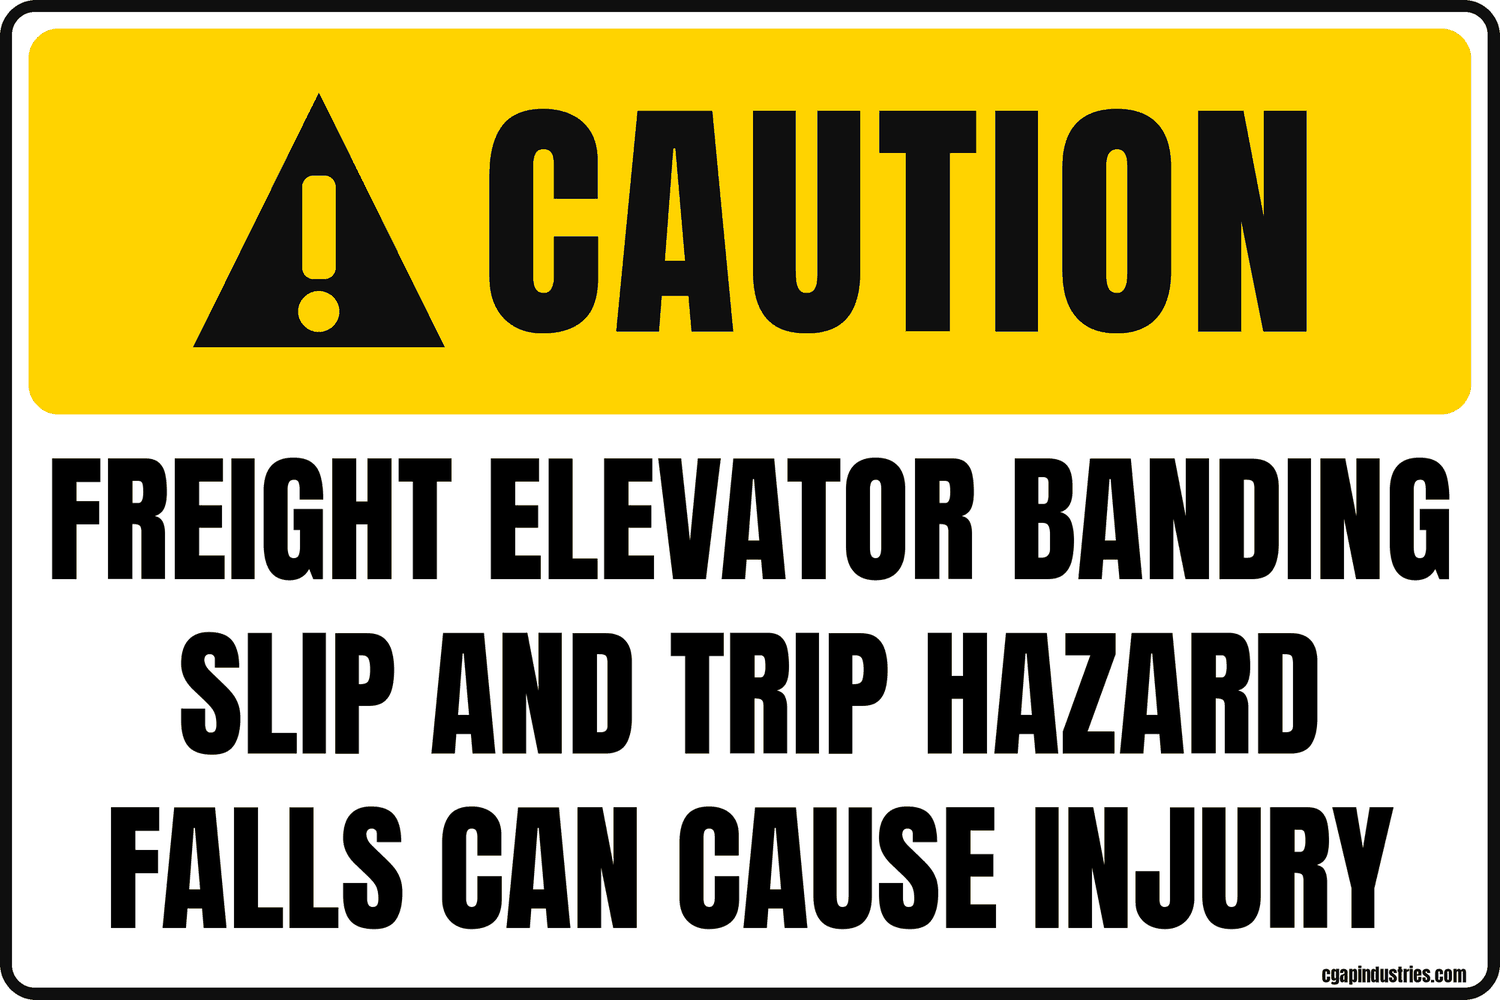 CAUTION
FREIGHT ELEVATOR BANDING
SLIP AND TRIP HAZARD
FALLS CAN CAUSE INJURY
cgapindustries.com